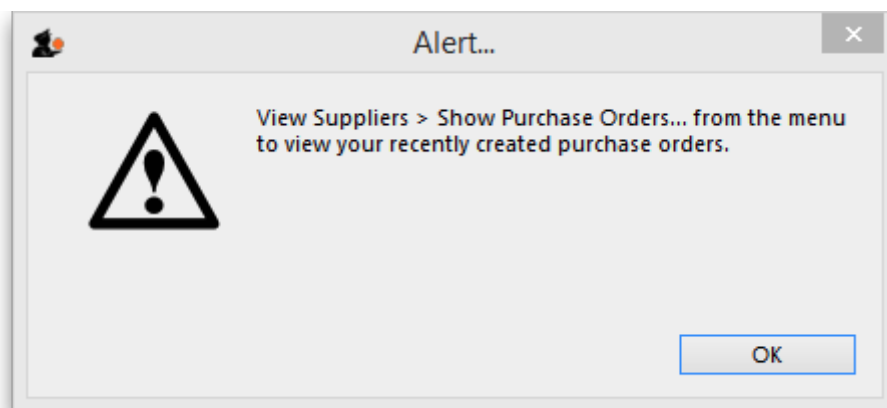 Alert...
View Suppliers > Show Purchase Orders... from the menu
to view your recently created purchase orders.
OK